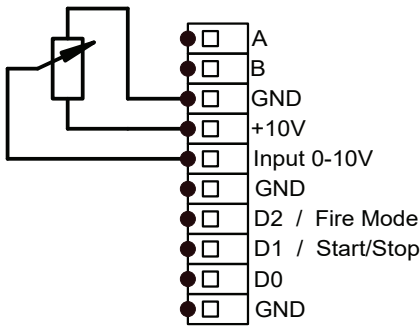 A
B
GND
+10V
Input 0-10V
GND
D2 / Fire Mode
D1 / Start/Stop
D0
GND